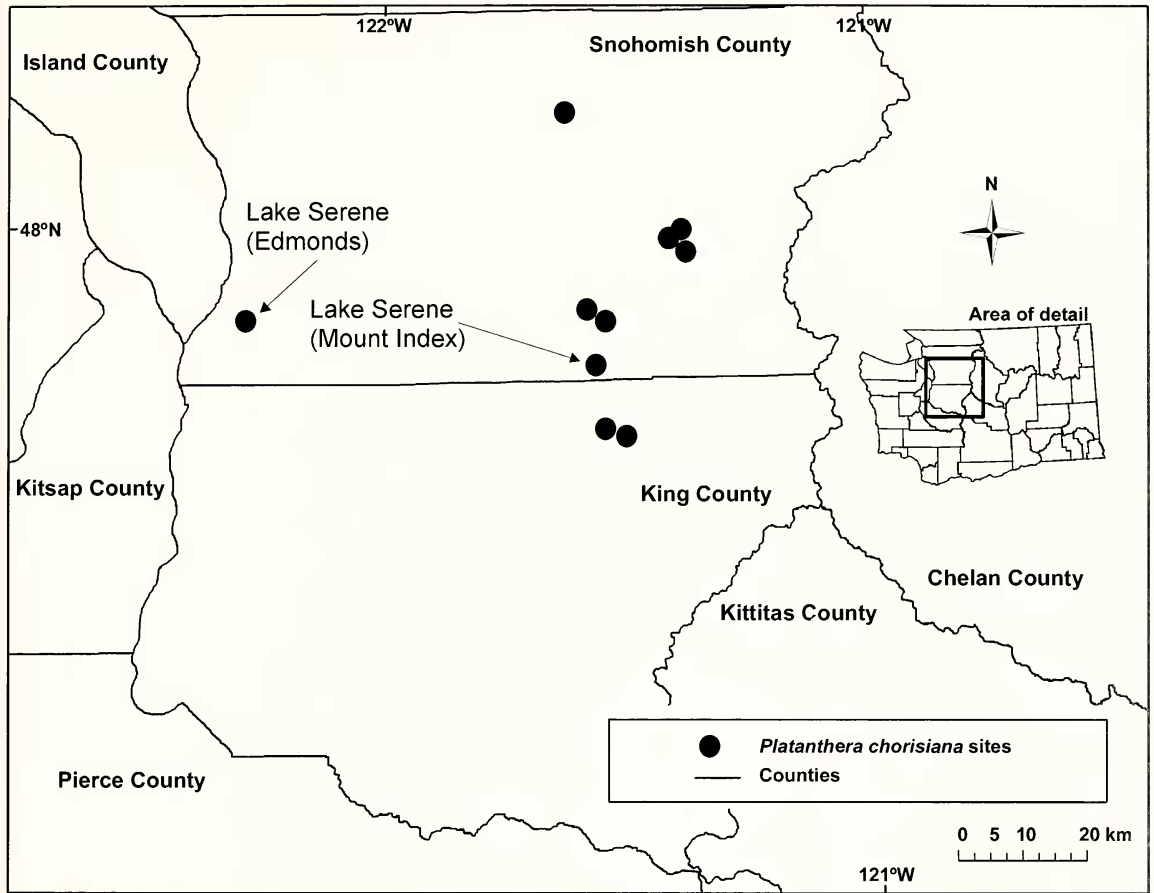 122°W
121°W
Snohomish County
Island County
N
Lake Serene
(Edmonds)
48°N
Lake Serene
(Mount Index)
Area of detail
Kitsap County
King County
Chelan County
Kittitas County
Platanthera chorisiana sites
Counties
Pierce County
0 5 10 20 km
121°W